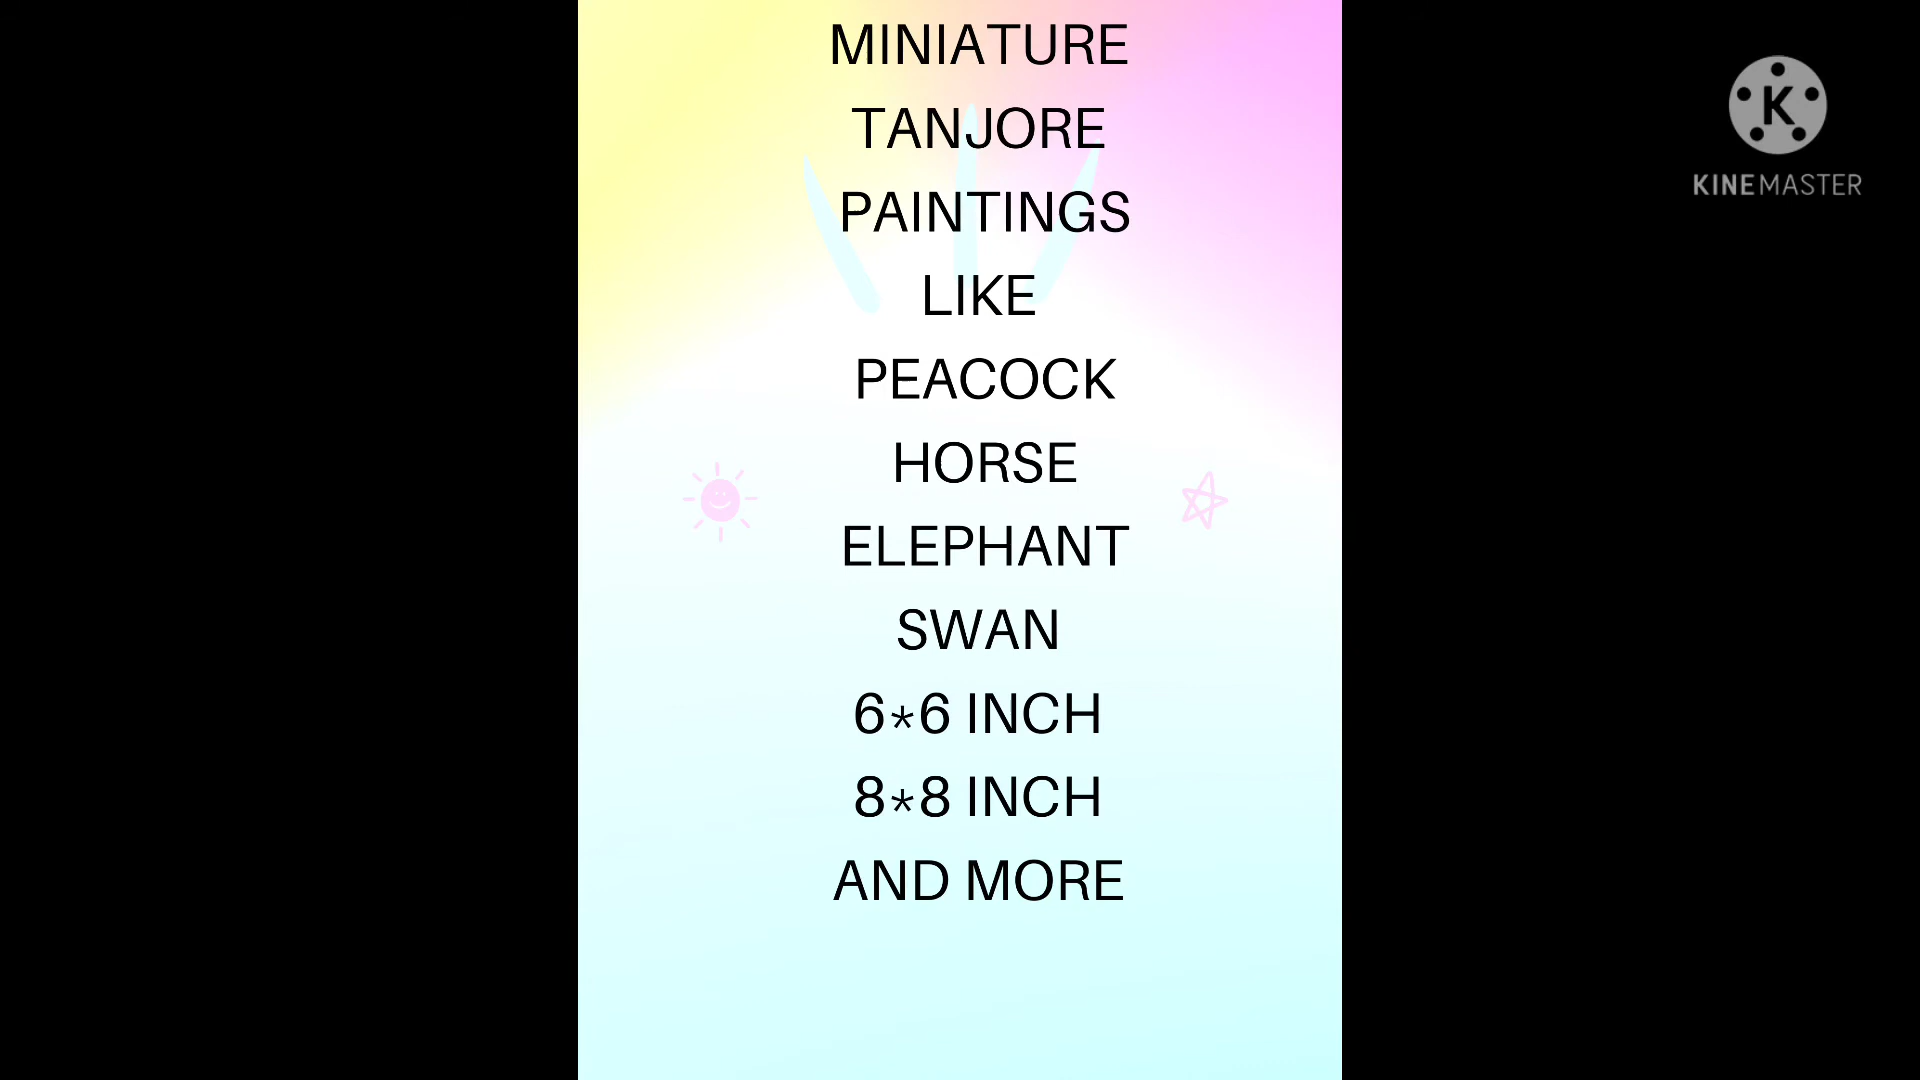 MINIATURE
TANJORE
PAINTINGS
LIKE
PEACOCK
HORSE
ELEPHANT
SWAN
6*6 INCH
8*8 INCH
AND MORE
K
KINEMASTER